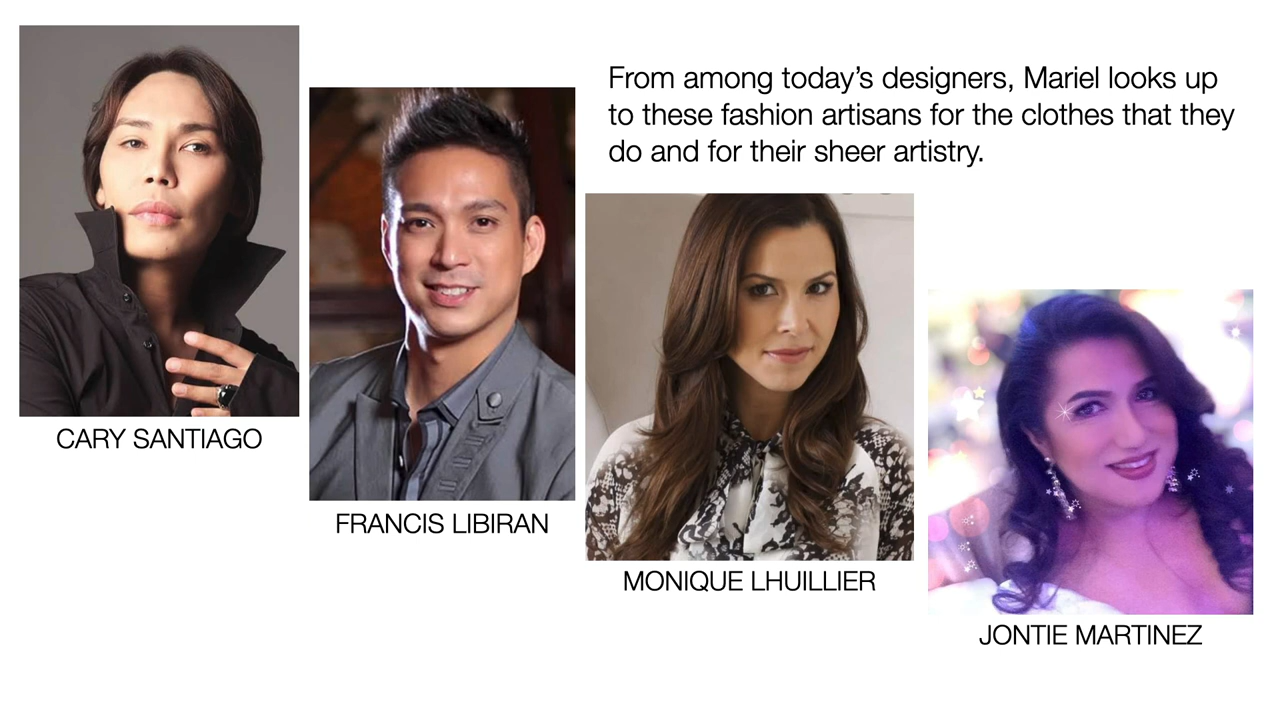 From among today's designers, Mariel looks up
to these fashion artisans for the clothes that they
do and for their sheer artistry.
CARY SANTIAGO
FRANCIS LIBIRAN
MONIQUE LHUILLIER
JONTIE MARTINEZ